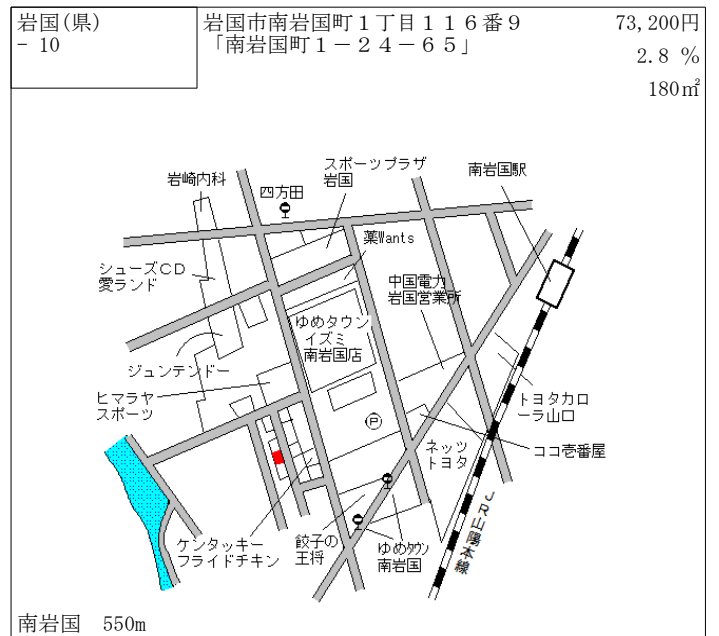 岩国(県)
- 10
岩国市南岩国町１丁目１１６番９
「南岩国町１－２４－６５」
73,200円
2.8 %
180㎡
岩崎内科
四方田
スポーツプラザ
岩国
南岩国駅
薬Wants
シューズＣＤ
愛ランド
中国電力
岩国営業所
ゆめタウン
イズミ
南岩国店
ジュンテンドー
ヒマラヤ
スポーツ
トヨタカロ
ーラ山口
P
ネッツ
トヨタ
ココ壱番屋
ケンタッキー
フライドチキン
餃子の
王将
ゆめタウン
南岩国
ＪＲ山陽本線
南岩国 550m